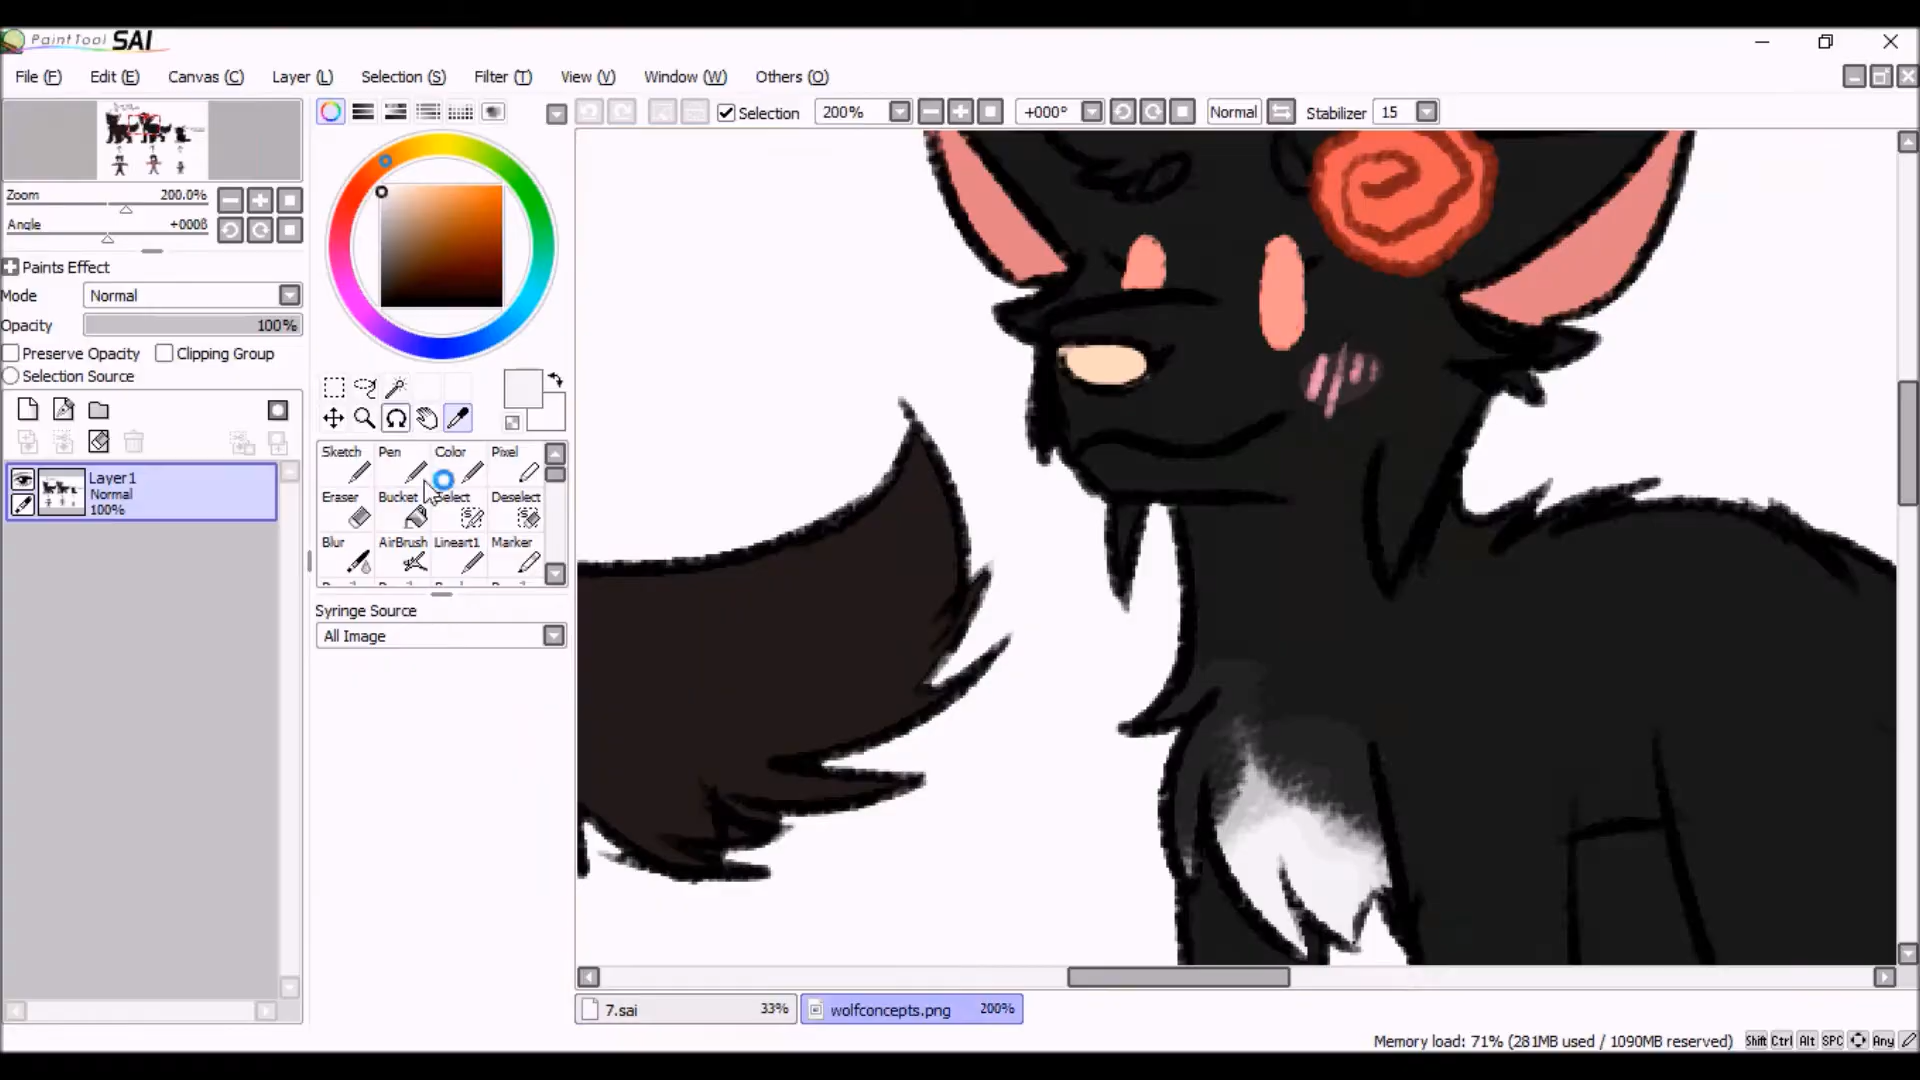 PaintTool SAI
File (F) Edit (E) Canvas (C) Layer (L) Selection (S) Filter (T) View (V) Window (W) Others (O)
Selection 200% +000° Normal Stabilizer 15
Zoom 200.0%
Angle +000ß
Paints Effect
Mode Normal
Opacity 100%
Preserve Opacity Clipping Group
Selection Source
Layer1
Normal
100%
Sketch Pen Color Pixel
Eraser Bucket Select Deselect
Blur AirBrush Lineart1 Marker
Syringe Source
All Image
7.sai 33% wolfconcepts.png 200%
Memory load: 71% (281MB used / 1090MB reserved) Shift Ctrl Alt SPC Any